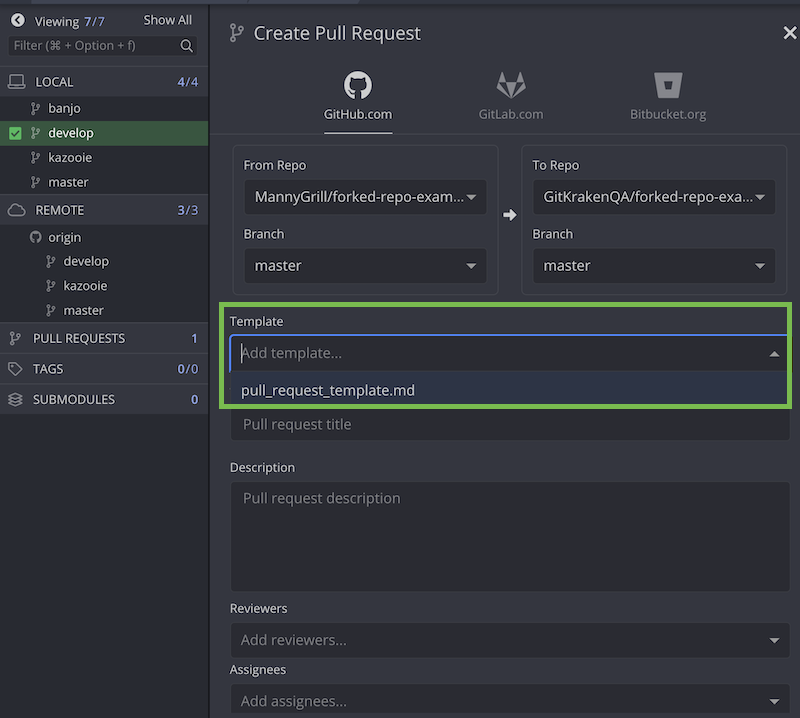 Viewing 7/7 Show All
Filter (⌘ + Option + f)
LOCAL 4/4
banjo
develop
kazooie
master
REMOTE 3/3
origin
develop
kazooie
master
PULL REQUESTS 1
TAGS 0/0
SUBMODULES 0
Create Pull Request
GitHub.com GitLab.com Bitbucket.org
From Repo
MannyGrill/forked-repo-exam...
Branch
master
To Repo
GitKrakenQA/forked-repo-exa...
Branch
master
Template
Add template...
pull_request_template.md
Pull request title
Description
Pull request description
Reviewers
Add reviewers...
Assignees
Add assignees...